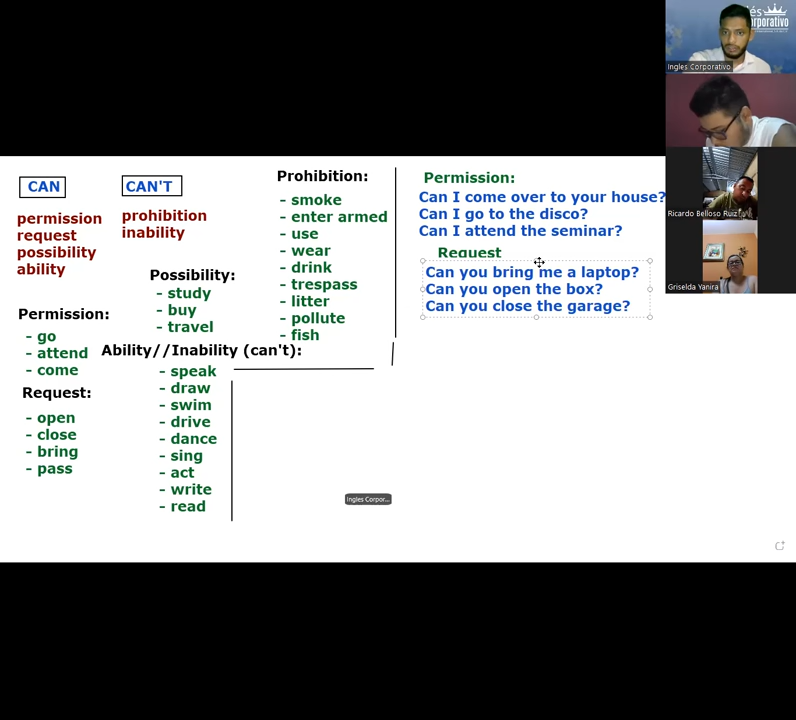 CAN
permission
request
possibility
ability
CAN'T
prohibition
inability
Permission:
- go
- attend
- come
Request:
- open
- close
- bring
- pass
Possibility:
- study
- buy
- travel
Ability//Inability (can't):
- speak
- draw
- swim
- drive
- dance
- sing
- act
- write
- read
Prohibition:
- smoke
- enter armed
- use
- wear
- drink
- trespass
- litter
- pollute
- fish
Permission:
Can I come over to your house?
Can I go to the disco?
Can I attend the seminar?
Request
Can you bring me a laptop?
Can you open the box?
Can you close the garage?
Ingles Corpor...
Ingles Corporativo
Ricardo Belloso Ruiz
Griselda Yanira